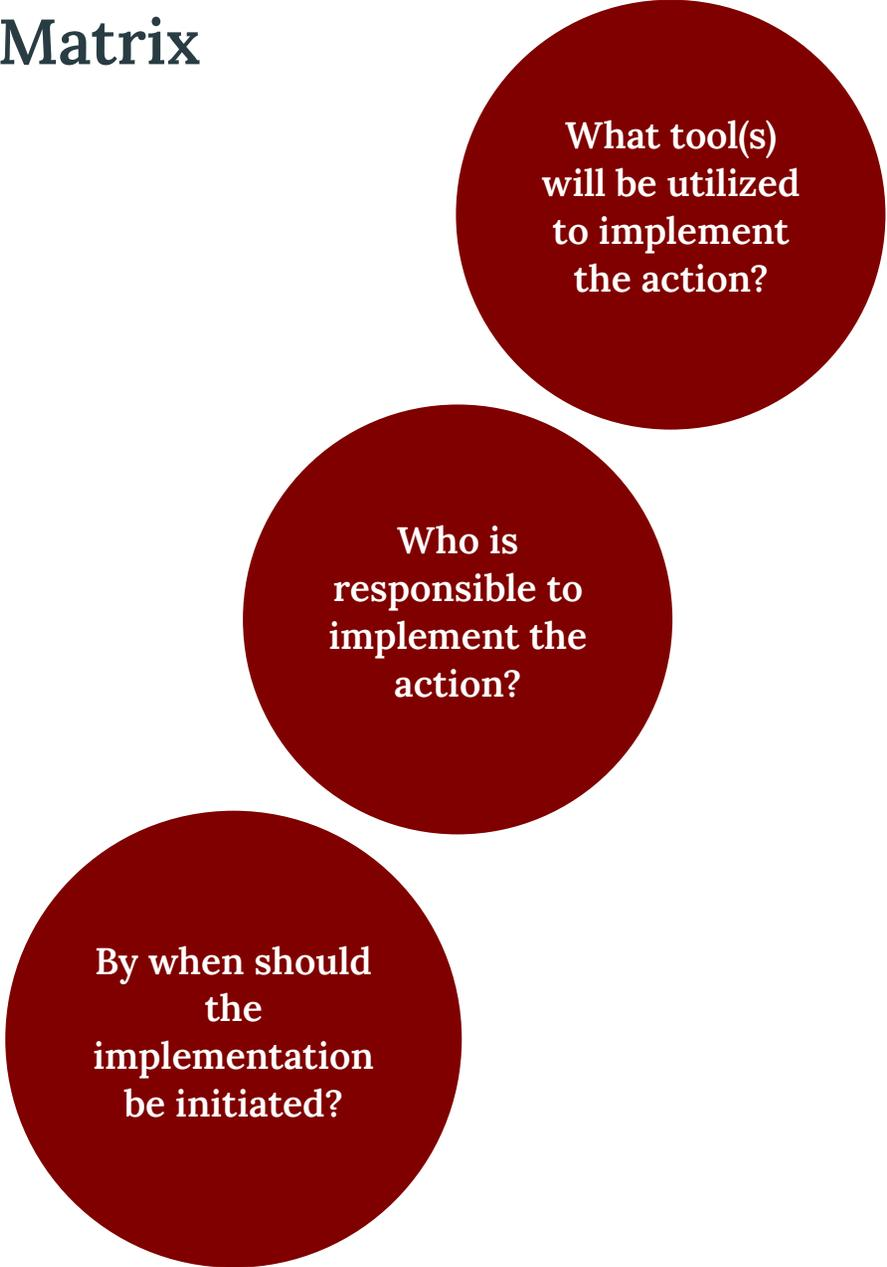 Matrix
What tool(s)
will be utilized
to implement
the action?
Who is
responsible to
implement the
action?
By when should
the
implementation
be initiated?